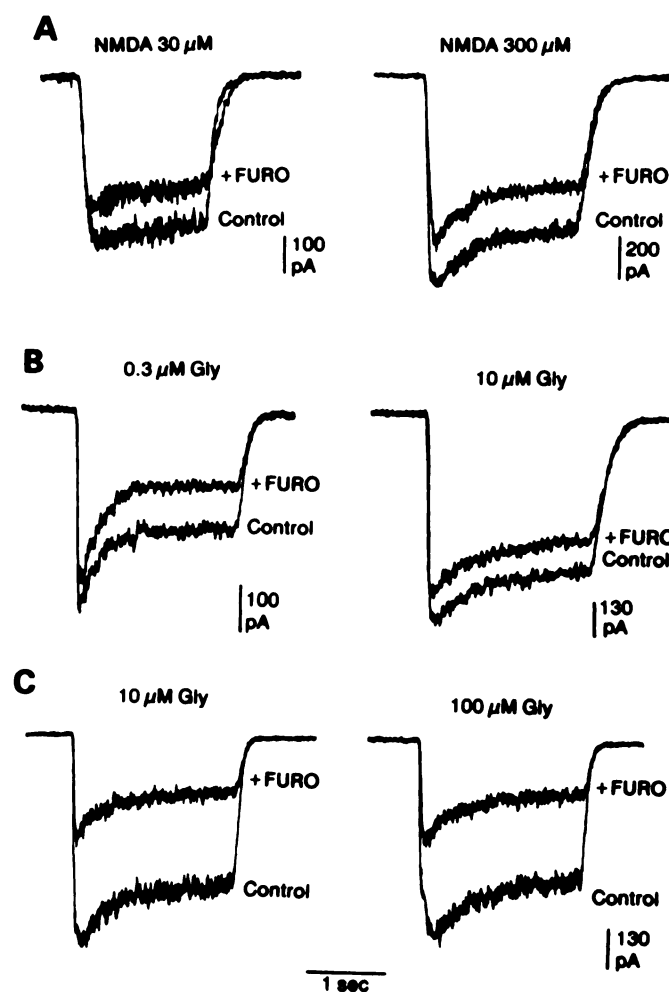 A
NMDA 30 µM
NMDA 300 µM
+ FURO
Control
100
pA
+ FURO
Control
200
pA
B
0.3 µM Gly
10 µM Gly
+ FURO
Control
100
pA
+ FURO
Control
130
pA
C
10 µM Gly
100 µM Gly
+ FURO
Control
+ FURO
Control
130
pA
1 sec